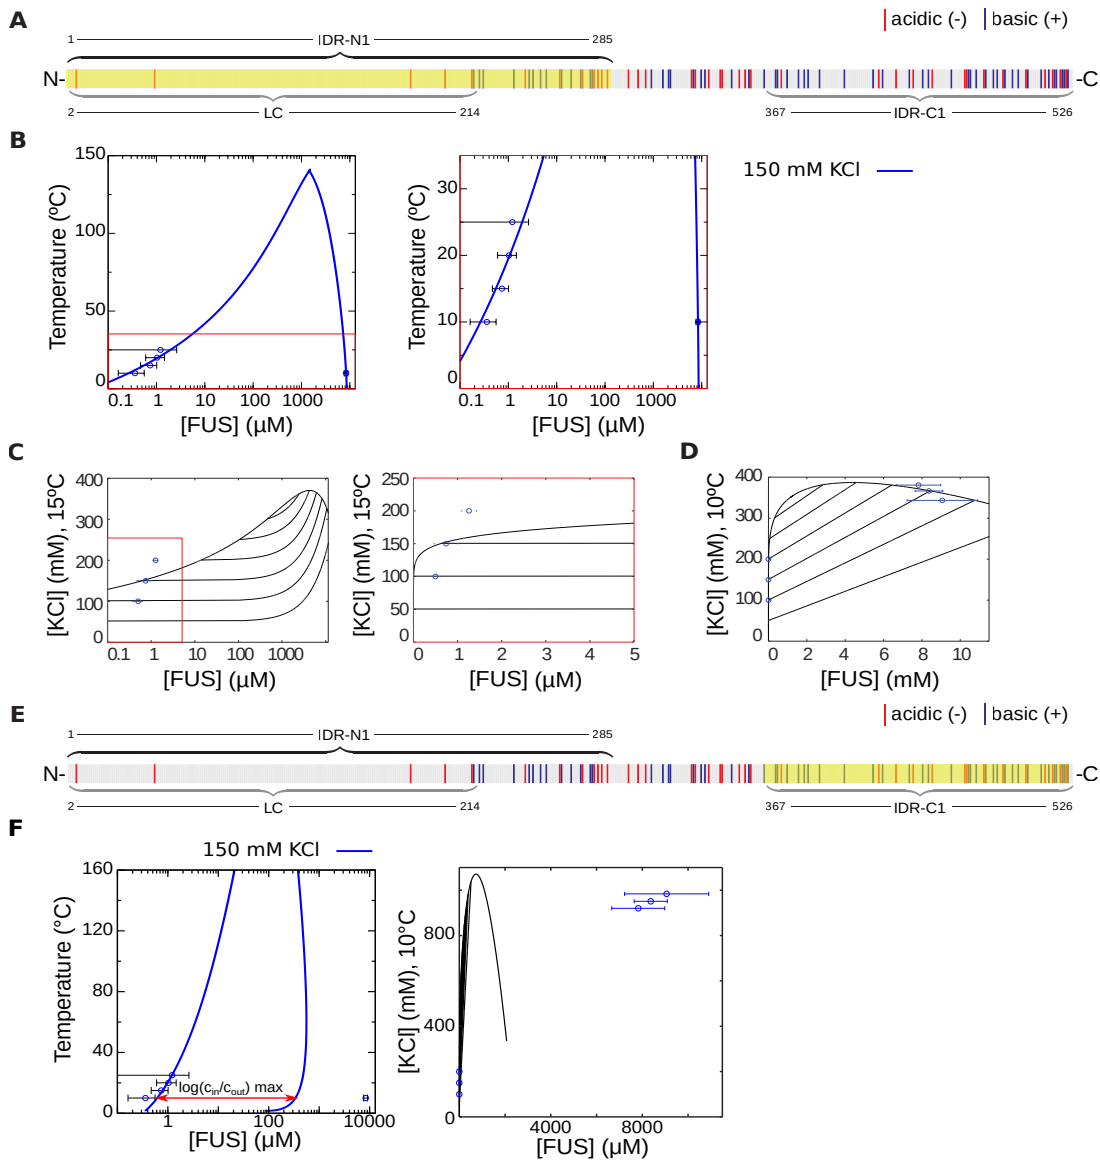 A
acidic (-) basic (+)
1 IDR-N1 285
N- -C
2 LC 214 367 IDR-C1 526
B
150 mM KCl
Temperature (ºC)
150
100
50
0
0.1 1 10 100 1000
[FUS] (µM)
Temperature (ºC)
30
20
10
0
0.1 1 10 100 1000
[FUS] (µM)
C
[KCl] (mM), 15ºC
400
300
200
100
0
0.1 1 10 100 1000
[FUS] (µM)
[KCl] (mM), 15ºC
250
200
150
100
50
0
0 1 2 3 4 5
[FUS] (µM)
D
[KCl] (mM), 10ºC
400
300
200
100
0
0 2 4 6 8 10
[FUS] (mM)
E
acidic (-) basic (+)
1 IDR-N1 285
N- -C
2 LC 214 367 IDR-C1 526
F
150 mM KCl
Temperature (°C)
160
120
80
40
0
log(cin/cout) max
1 100 10000
[FUS] (µM)
[KCl] (mM), 10°C
800
400
0
0 4000 8000
[FUS] (µM)